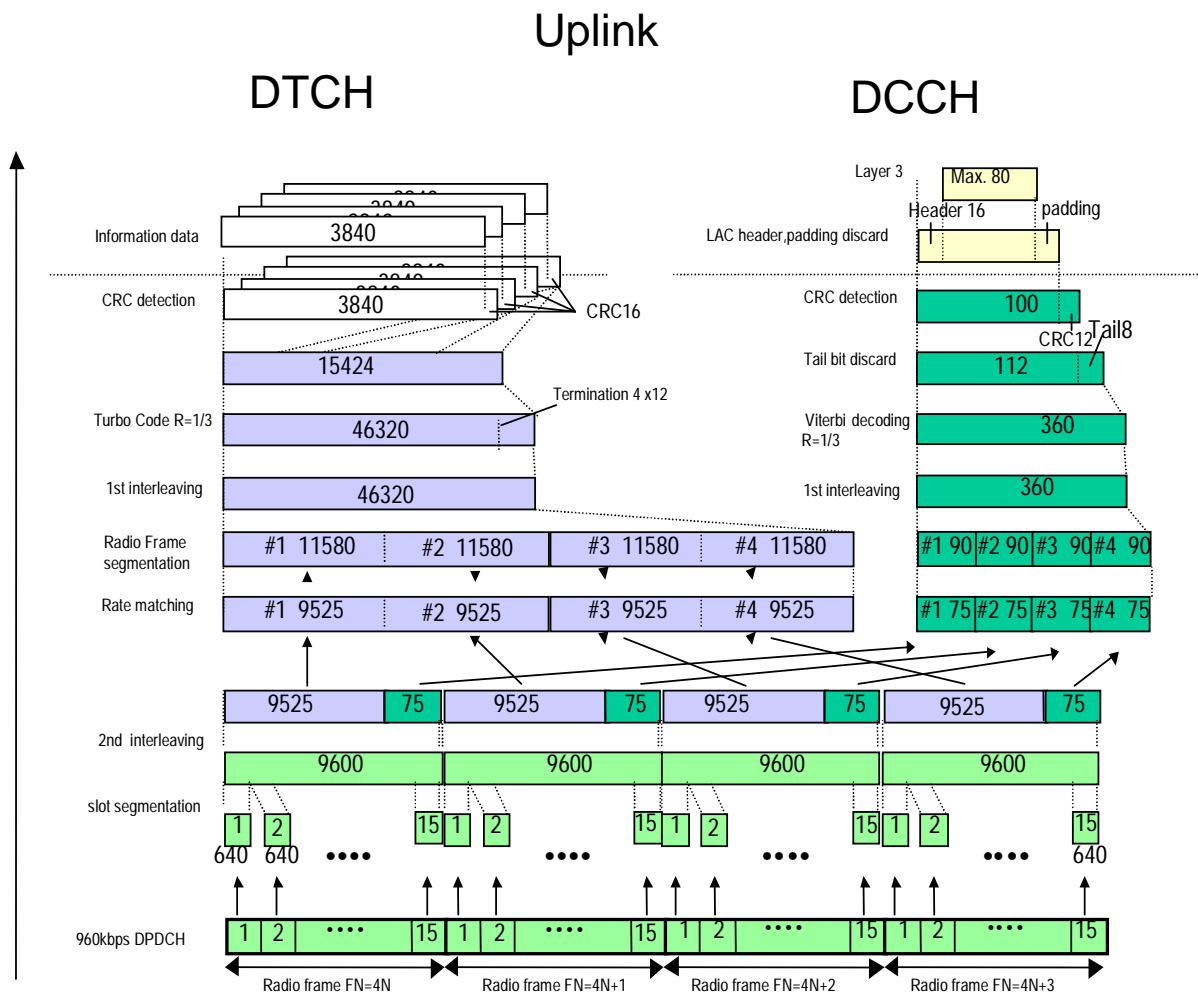 Uplink
DTCH
DCCH
Layer 3
Max. 80
Header 16
padding
Information data
3840
LAC header,padding discard
CRC detection
3840
CRC16
CRC detection
100
CRC12
Tail8
15424
Tail bit discard
112
Termination 4 x12
Turbo Code R=1/3
46320
Viterbi decoding
R=1/3
360
1st interleaving
46320
1st interleaving
360
Radio Frame
segmentation
#1 11580
#2 11580
#3 11580
#4 11580
#1 90
#2 90
#3 90
#4 90
Rate matching
#1 9525
#2 9525
#3 9525
#4 9525
#1 75
#2 75
#3 75
#4 75
9525
75
9525
75
9525
75
9525
75
2nd interleaving
9600
9600
9600
9600
slot segmentation
1
2
15
1
2
15
1
2
15
1
2
15
640
640
640
960kbps DPDCH
1
2
15
1
2
15
1
2
15
1
2
15
Radio frame FN=4N
Radio frame FN=4N+1
Radio frame FN=4N+2
Radio frame FN=4N+3